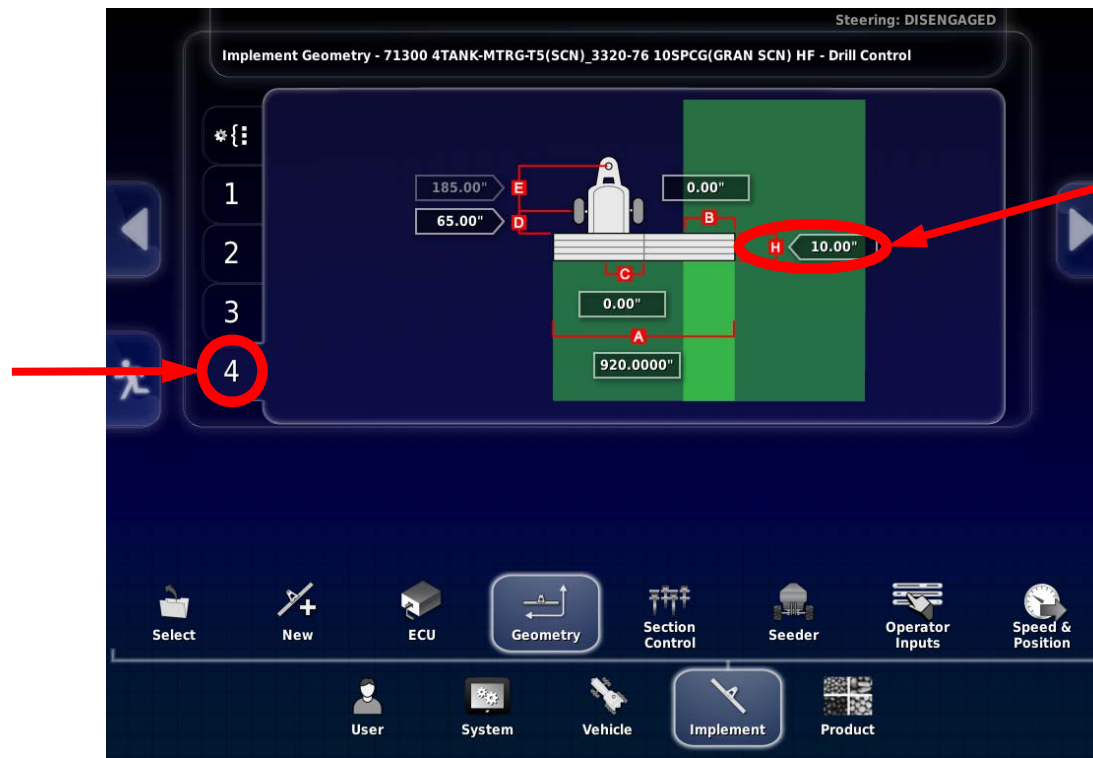 Steering: DISENGAGED
Implement Geometry - 71300 4TANK-MTRG-T5(SCN)_3320-76 10SPCG(GRAN SCN) HF - Drill Control
1
2
3
4
185.00" E
65.00" D
0.00"
B
H 10.00"
C
0.00"
A
920.0000"
Select
New
ECU
Geometry
Section
Control
Seeder
Operator
Inputs
Speed &
Position
User
System
Vehicle
Implement
Product